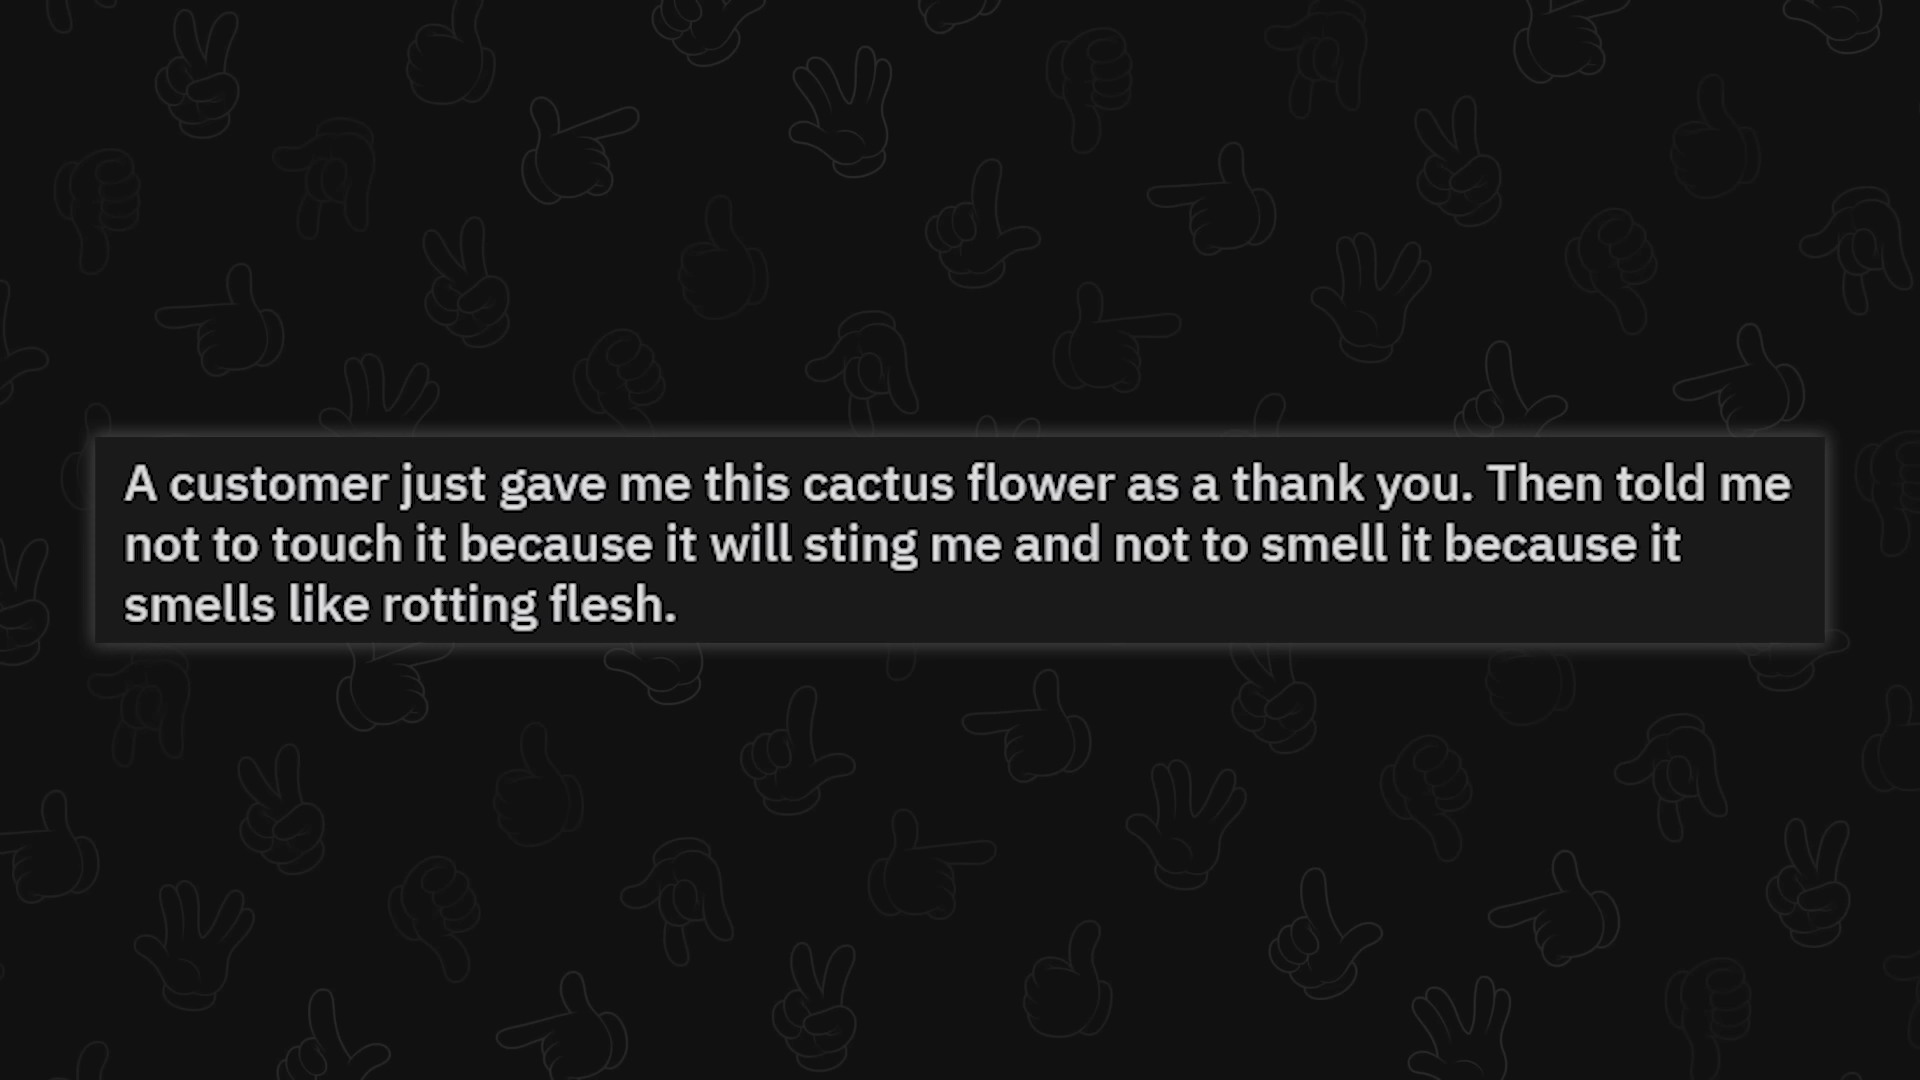 A customer just gave me this cactus flower as a thank you. Then told me
not to touch it because it will sting me and not to smell it because it
smells like rotting flesh.